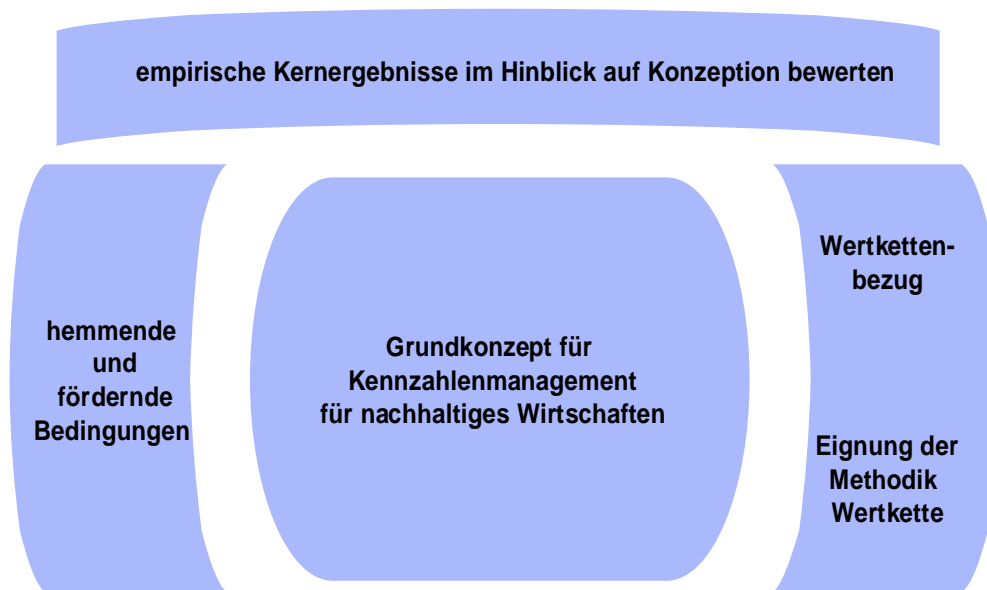 empirische Kernergebnisse im Hinblick auf Konzeption bewerten
hemmende
und
fördernde
Bedingungen
Grundkonzept für
Kennzahlenmanagement
für nachhaltiges Wirtschaften
Wertketten-
bezug
Eignung der
Methodik
Wertkette